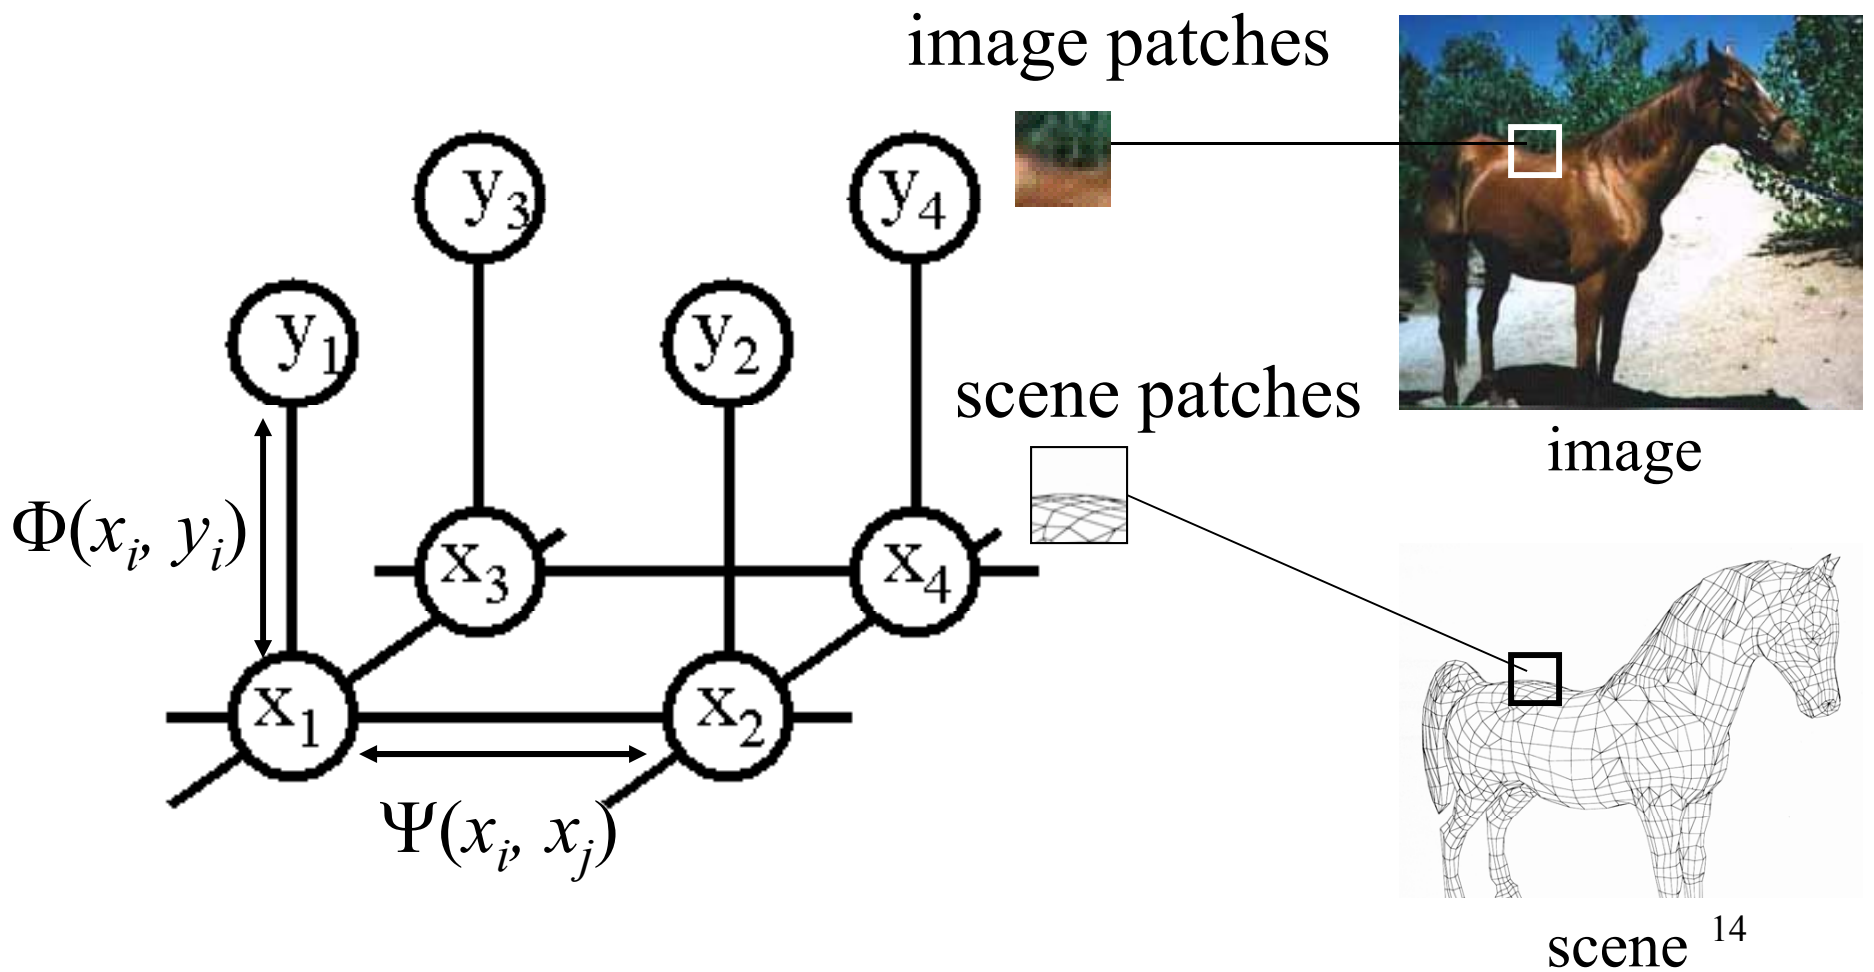 image patches
y3
y4
y1
y2
scene patches
image
Φ(xi, yi)
x3
x4
x1
x2
Ψ(xi, xj)
scene
14